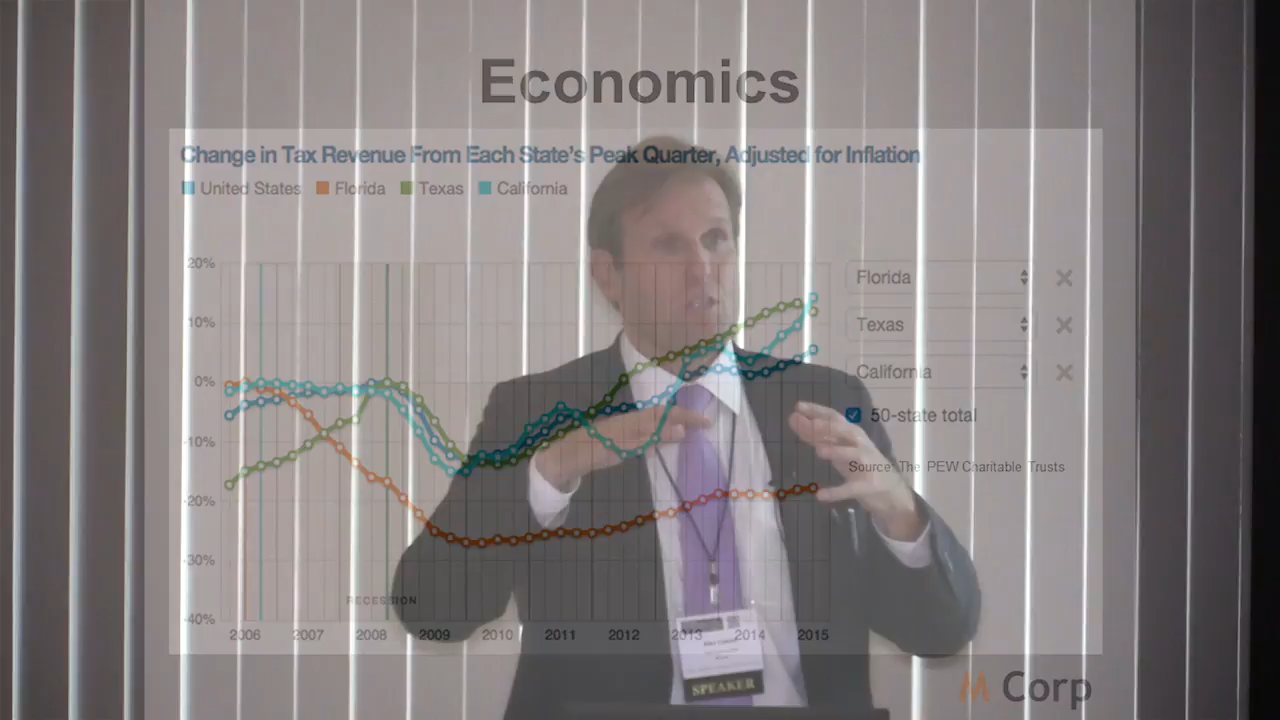 Economics
Change in Tax Revenue From Each State's Peak Quarter, Adjusted for Inflation
United States Florida Texas California
20%
10%
0%
-10%
-20%
-30%
-40%
RECESSION
2006 2007 2008 2009 2010 2011 2012 2013 2014 2015
Florida
Texas
California
50-state total
Source: The PEW Charitable Trusts
SPEAKER
M Corp